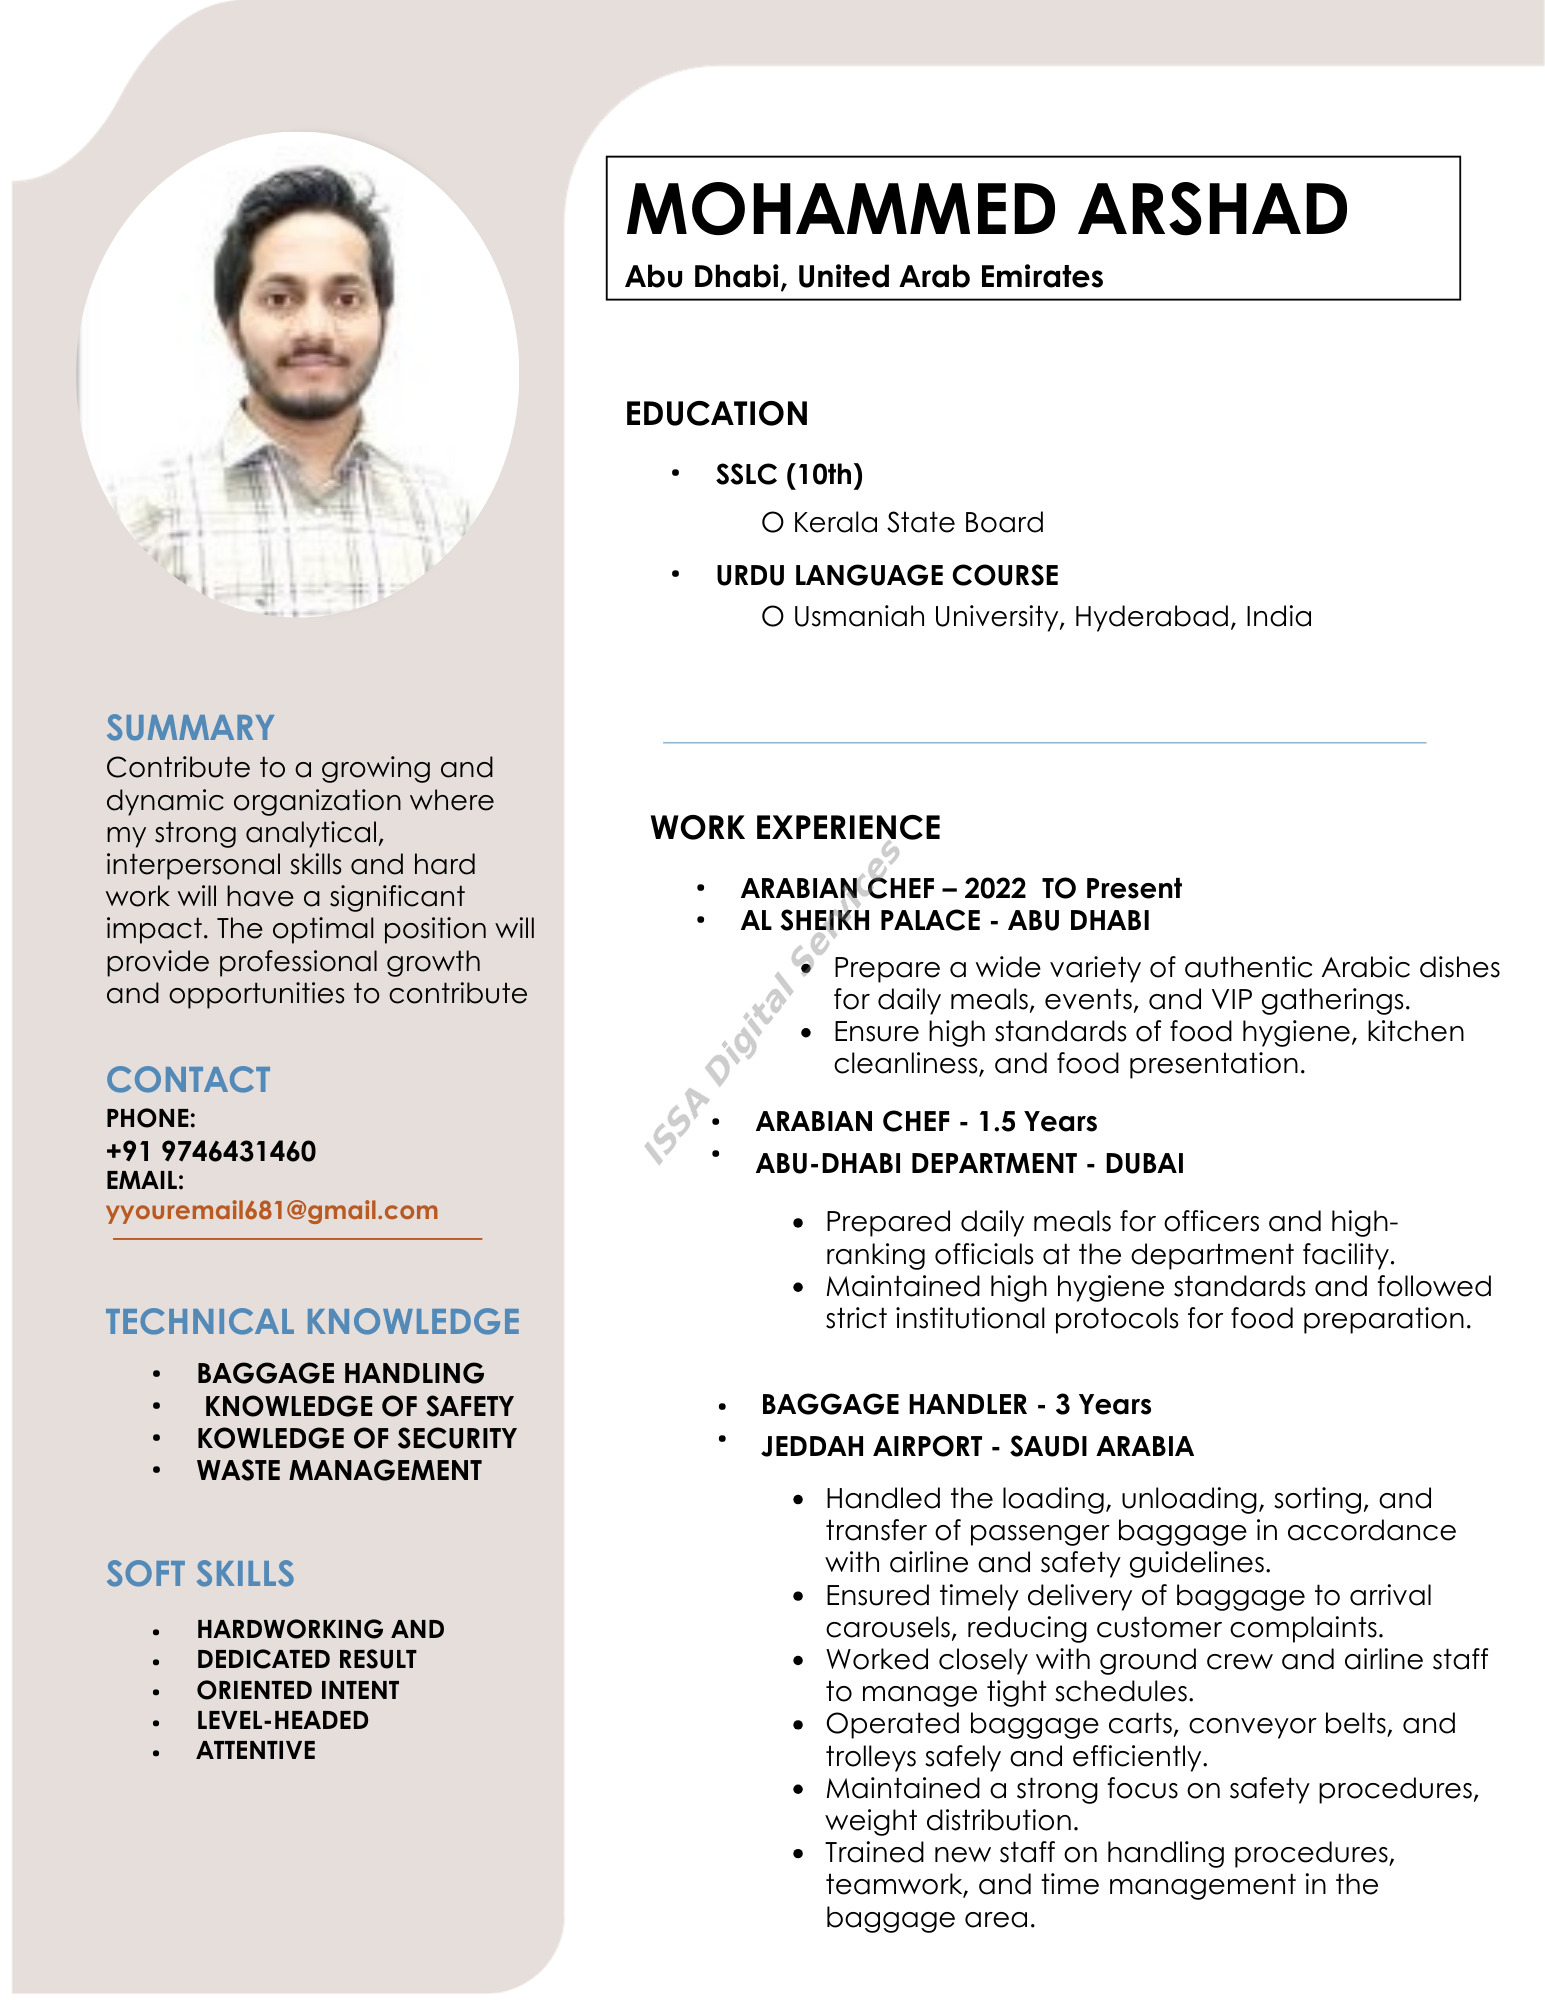 MOHAMMED ARSHAD
Abu Dhabi, United Arab Emirates
EDUCATION
• SSLC (10th)
O Kerala State Board
• URDU LANGUAGE COURSE
O Usmaniah University, Hyderabad, India
SUMMARY
Contribute to a growing and
dynamic organization where
my strong analytical,
interpersonal skills and hard
work will have a significant
impact. The optimal position will
provide professional growth
and opportunities to contribute
CONTACT
PHONE:
+91 9746431460
EMAIL:
yyouremail681@gmail.com
TECHNICAL KNOWLEDGE
• BAGGAGE HANDLING
• KNOWLEDGE OF SAFETY
• KOWLEDGE OF SECURITY
• WASTE MANAGEMENT
SOFT SKILLS
• HARDWORKING AND
• DEDICATED RESULT
• ORIENTED INTENT
• LEVEL-HEADED
• ATTENTIVE
WORK EXPERIENCE
• ARABIAN CHEF – 2022 TO Present
• AL SHEIKH PALACE - ABU DHABI
• Prepare a wide variety of authentic Arabic dishes
for daily meals, events, and VIP gatherings.
• Ensure high standards of food hygiene, kitchen
cleanliness, and food presentation.
• ARABIAN CHEF - 1.5 Years
• ABU-DHABI DEPARTMENT - DUBAI
• Prepared daily meals for officers and high-
ranking officials at the department facility.
• Maintained high hygiene standards and followed
strict institutional protocols for food preparation.
• BAGGAGE HANDLER - 3 Years
• JEDDAH AIRPORT - SAUDI ARABIA
• Handled the loading, unloading, sorting, and
transfer of passenger baggage in accordance
with airline and safety guidelines.
• Ensured timely delivery of baggage to arrival
carousels, reducing customer complaints.
• Worked closely with ground crew and airline staff
to manage tight schedules.
• Operated baggage carts, conveyor belts, and
trolleys safely and efficiently.
• Maintained a strong focus on safety procedures,
weight distribution.
• Trained new staff on handling procedures,
teamwork, and time management in the
baggage area.
ISSA Digital Services